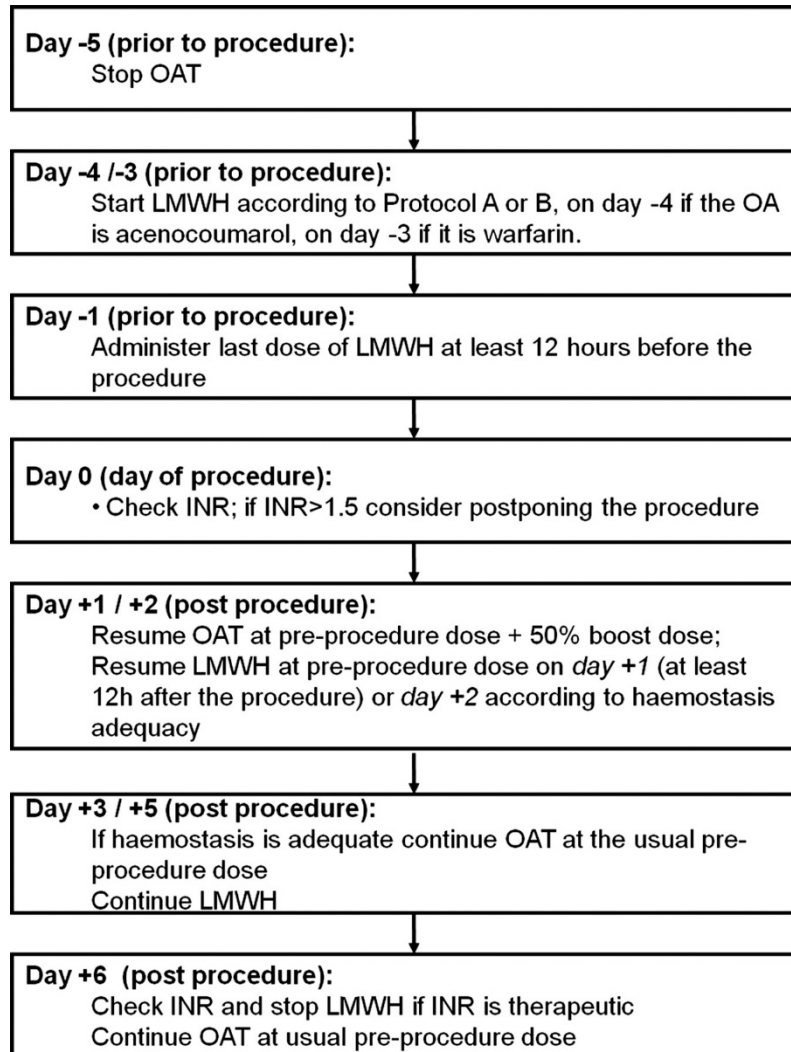 Day -5 (prior to procedure):
Stop OAT
Day -4 /-3 (prior to procedure):
Start LMWH according to Protocol A or B, on day -4 if the OA
is acenocoumarol, on day -3 if it is warfarin.
Day -1 (prior to procedure):
Administer last dose of LMWH at least 12 hours before the
procedure
Day 0 (day of procedure):
• Check INR; if INR>1.5 consider postponing the procedure
Day +1 / +2 (post procedure):
Resume OAT at pre-procedure dose + 50% boost dose;
Resume LMWH at pre-procedure dose on day +1 (at least
12h after the procedure) or day +2 according to haemostasis
adequacy
Day +3 / +5 (post procedure):
If haemostasis is adequate continue OAT at the usual pre-
procedure dose
Continue LMWH
Day +6 (post procedure):
Check INR and stop LMWH if INR is therapeutic
Continue OAT at usual pre-procedure dose